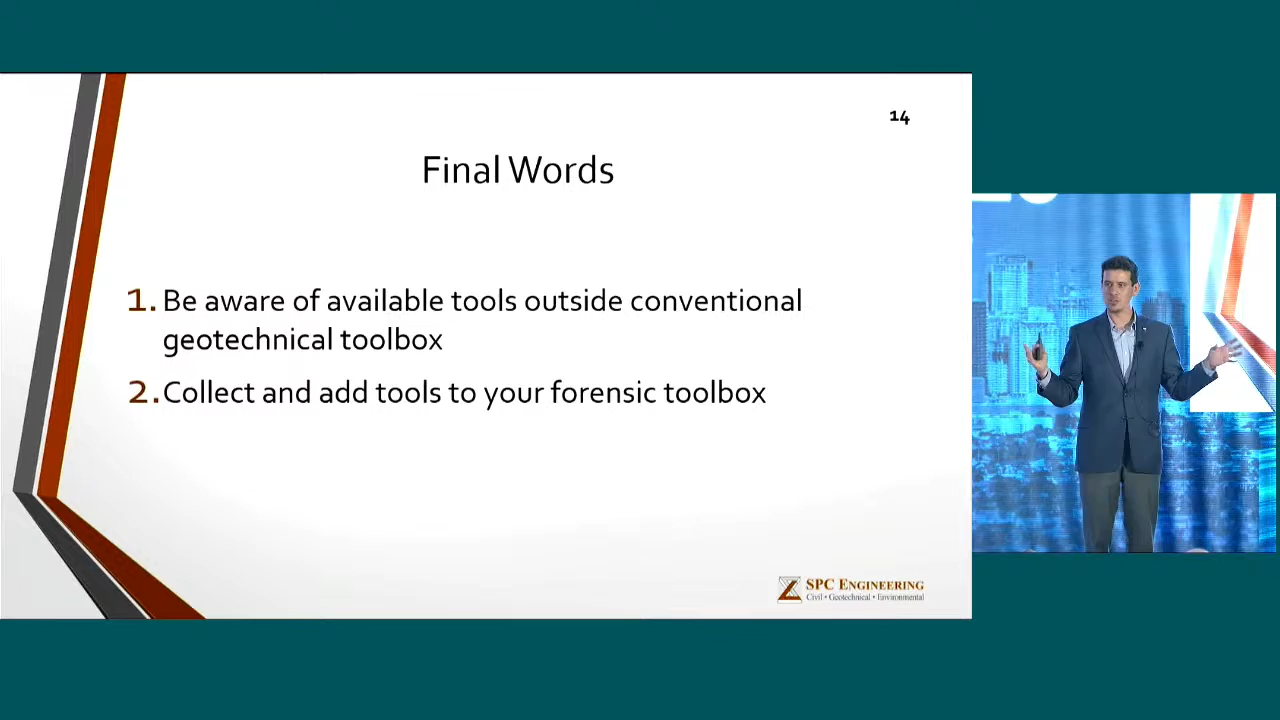 14
Final Words
1. Be aware of available tools outside conventional
geotechnical toolbox
2. Collect and add tools to your forensic toolbox
SPC ENGINEERING
Civil • Geotechnical • Environmental